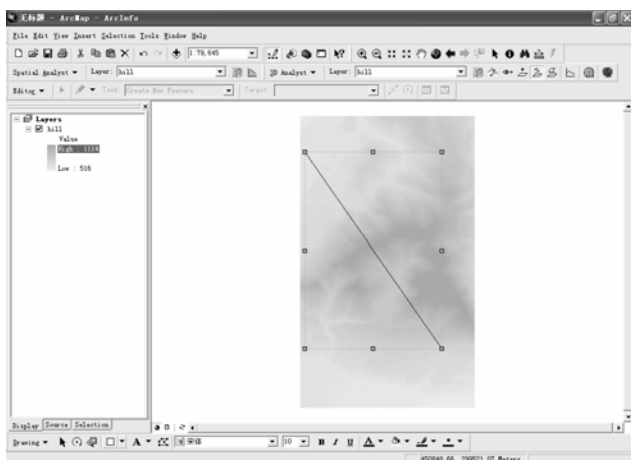 无标题 - ArcMap - ArcInfo
File Edit View Insert Selection Tools Window Help
1:79,645
Spatial Analyst Layer: hill 3D Analyst Layer: hill
Editor Task: Create New Feature Target:
Layers
hill
Value
High : 1114
Low : 516
Display Source Selection
Drawing A 宋体 10 B I U A